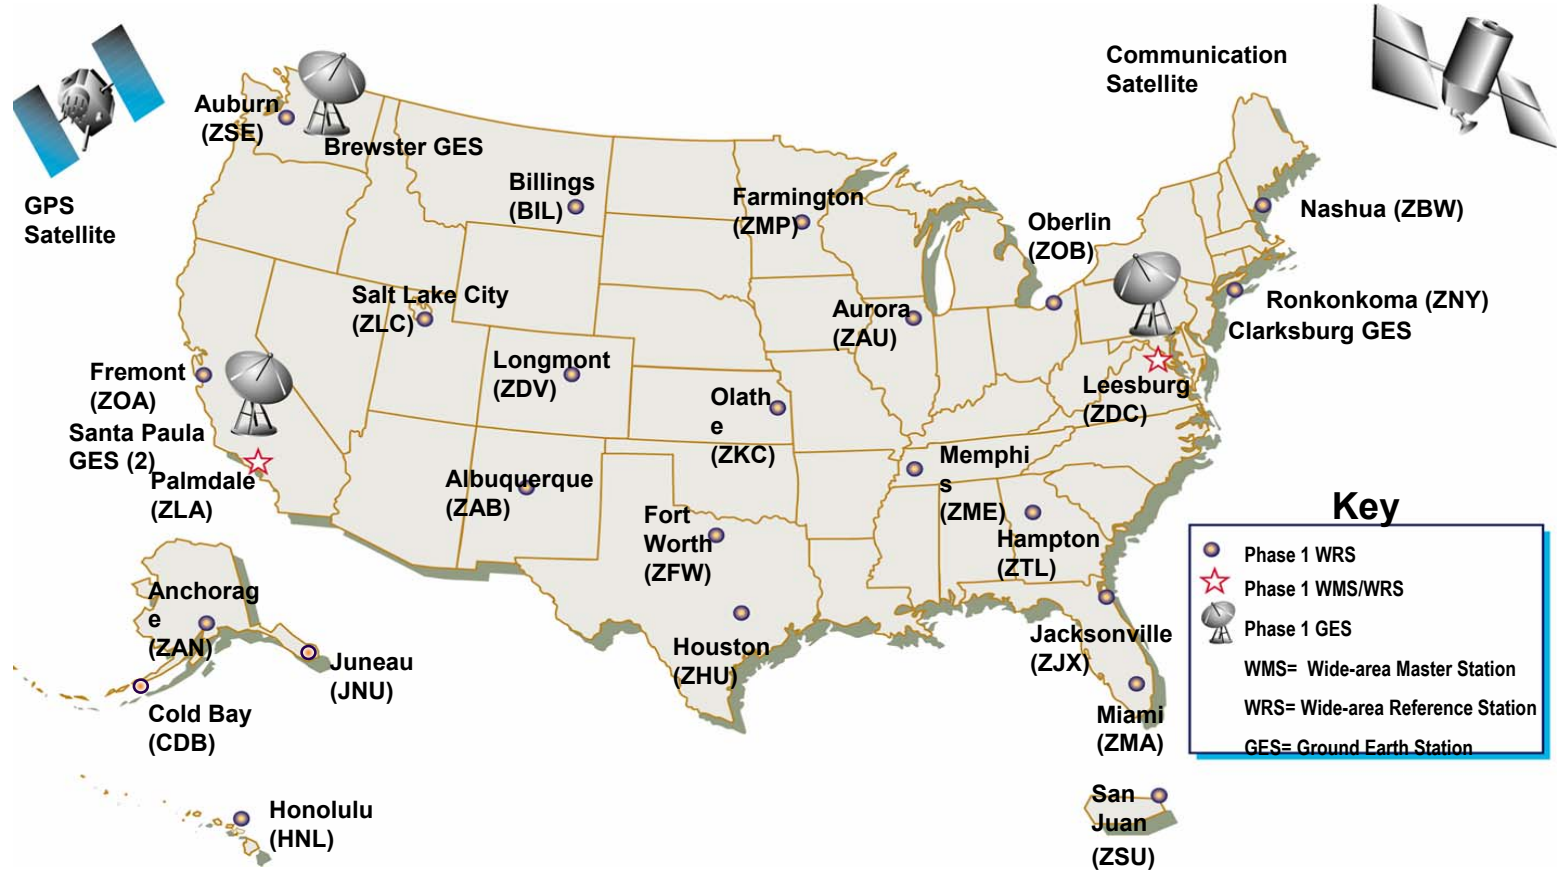 Communication
Satellite
GPS
Satellite
Auburn
(ZSE)
Brewster GES
Billings
(BIL)
Farmington
(ZMP)
Oberlin
(ZOB)
Nashua (ZBW)
Salt Lake City
(ZLC)
Aurora
(ZAU)
Ronkonkoma (ZNY)
Clarksburg GES
Fremont
(ZOA)
Longmont
(ZDV)
Olath
e
(ZKC)
Leesburg
(ZDC)
Santa Paula
GES (2)
Palmdale
(ZLA)
Albuquerque
(ZAB)
Memphi
s
(ZME)
Fort
Worth
(ZFW)
Hampton
(ZTL)
Anchorag
e
(ZAN)
Juneau
(JNU)
Cold Bay
(CDB)
Houston
(ZHU)
Jacksonville
(ZJX)
Miami
(ZMA)
Honolulu
(HNL)
San
Juan
(ZSU)
Key
Phase 1 WRS
Phase 1 WMS/WRS
Phase 1 GES
WMS= Wide-area Master Station
WRS= Wide-area Reference Station
GES= Ground Earth Station